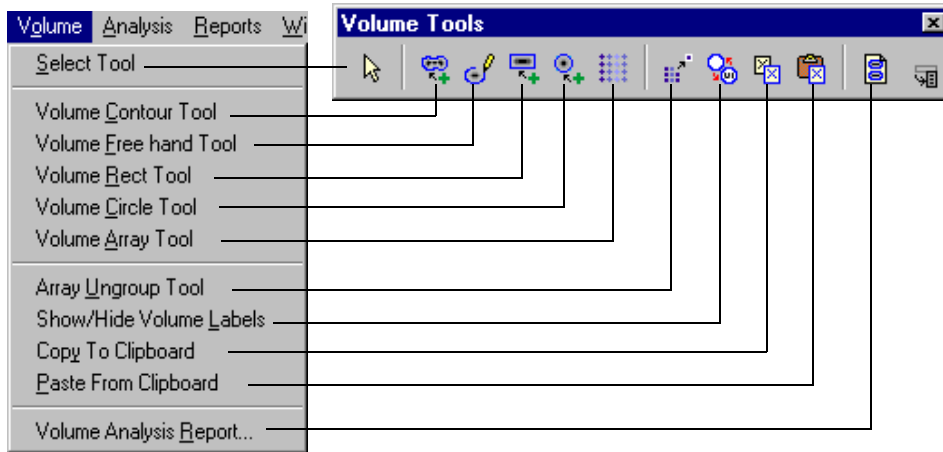 Volume Analysis Reports Wi
Select Tool
Volume Contour Tool
Volume Free hand Tool
Volume Rect Tool
Volume Circle Tool
Volume Array Tool
Array Ungroup Tool
Show/Hide Volume Labels
Copy To Clipboard
Paste From Clipboard
Volume Analysis Report...
Volume Tools